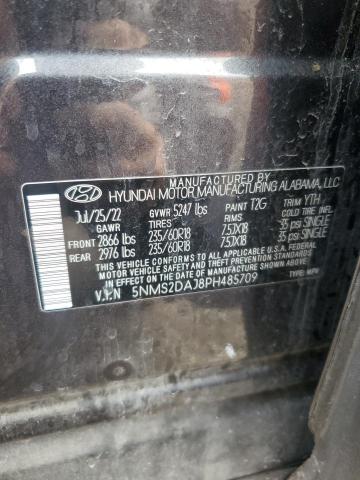 MANUFACTURED BY
HYUNDAI MOTOR MANUFACTURING ALABAMA, LLC
Jul/25/22 GVWR 5247 lbs PAINT T2G TRIM YTH
GAWR TIRES RIMS COLD TIRE INFL.
FRONT 2866 lbs 235/60R18 7.5JX18 35 psi SINGLE
REAR 2976 lbs 235/60R18 7.5JX18 35 psi SINGLE
THIS VEHICLE CONFORMS TO ALL APPLICABLE
FEDERAL MOTOR VEHICLE SAFETY AND THEFT
PREVENTION STANDARDS IN EFFECT ON THE
DATE OF MANUFACTURE SHOWN ABOVE.
V.I.N 5NMS2DAJ8PH485709 TYPE: MPV